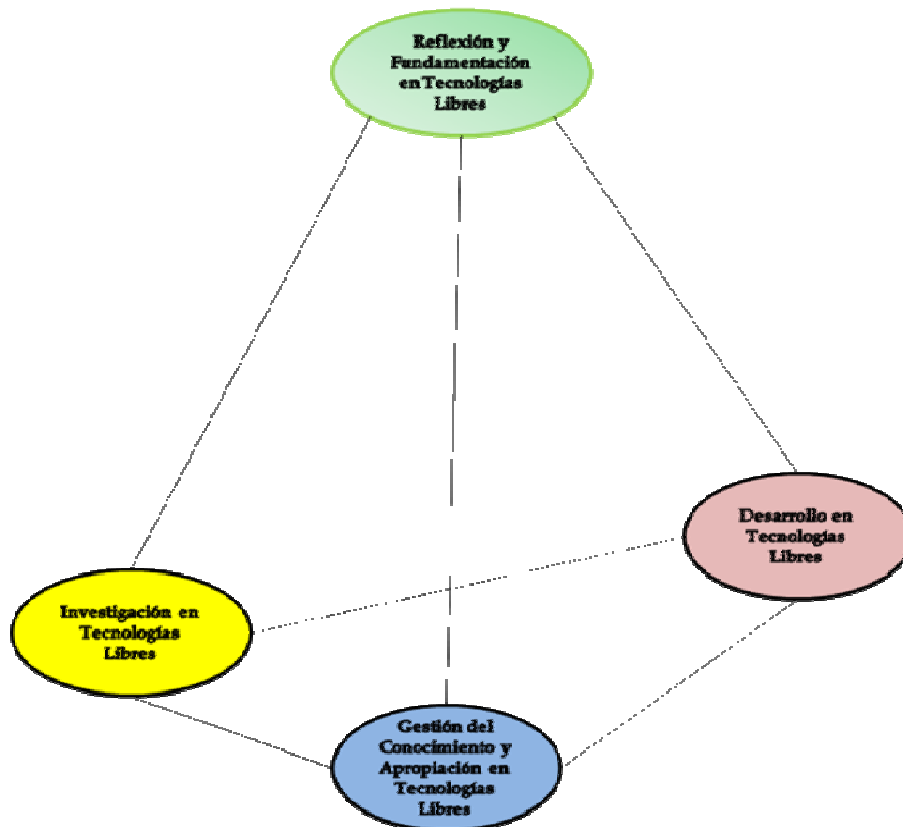 Reflexión y
Fundamentación
en Tecnologías
Libres
Desarrollo en
Tecnologías
Libres
Investigación en
Tecnologías
Libres
Gestión del
Conocimiento y
Apropiación en
Tecnologías
Libres